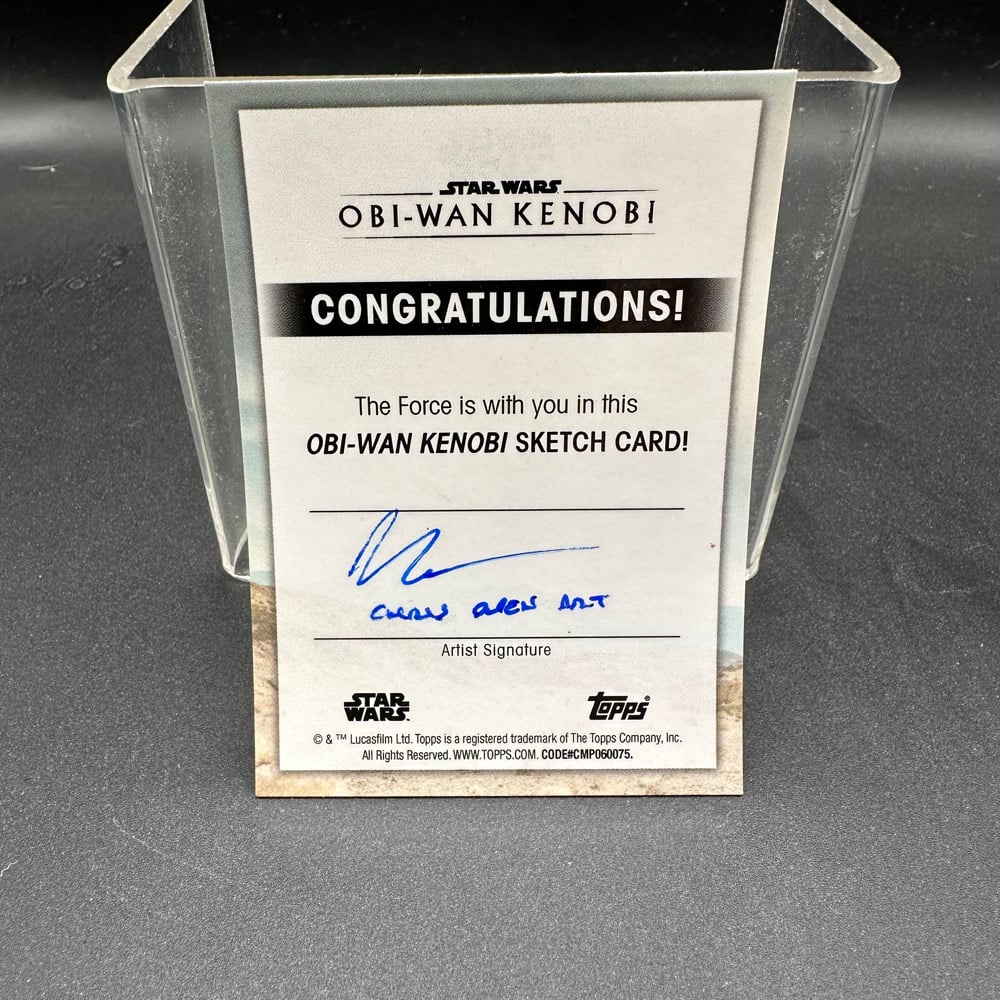 STAR WARS
OBI-WAN KENOBI
CONGRATULATIONS!
The Force is with you in this
OBI-WAN KENOBI SKETCH CARD!
ART
Artist Signature
STAR WARS
Topps®
© & ™ Lucasfilm Ltd. Topps is a registered trademark of The Topps Company, Inc.
All Rights Reserved. WWW.TOPPS.COM. CODE#CMP060075.